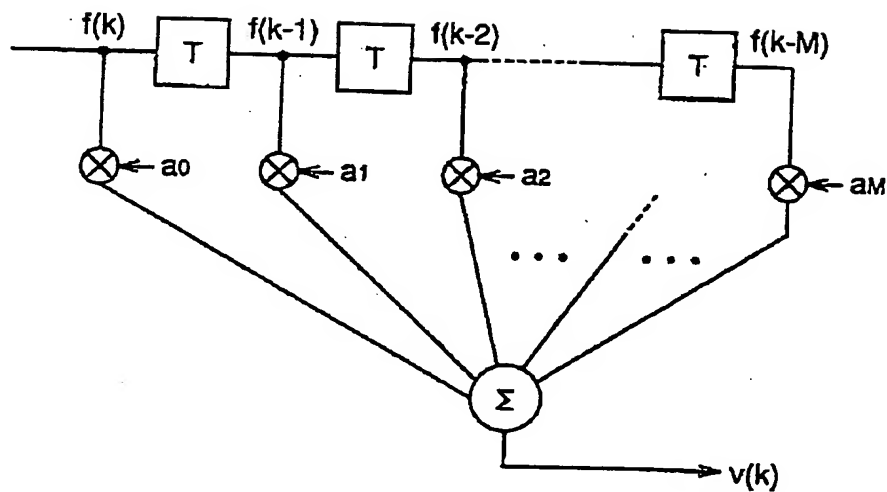 f(k) T f(k-1) T f(k-2) T f(k-M)
a0 a1 a2 aM
Σ
v(k)